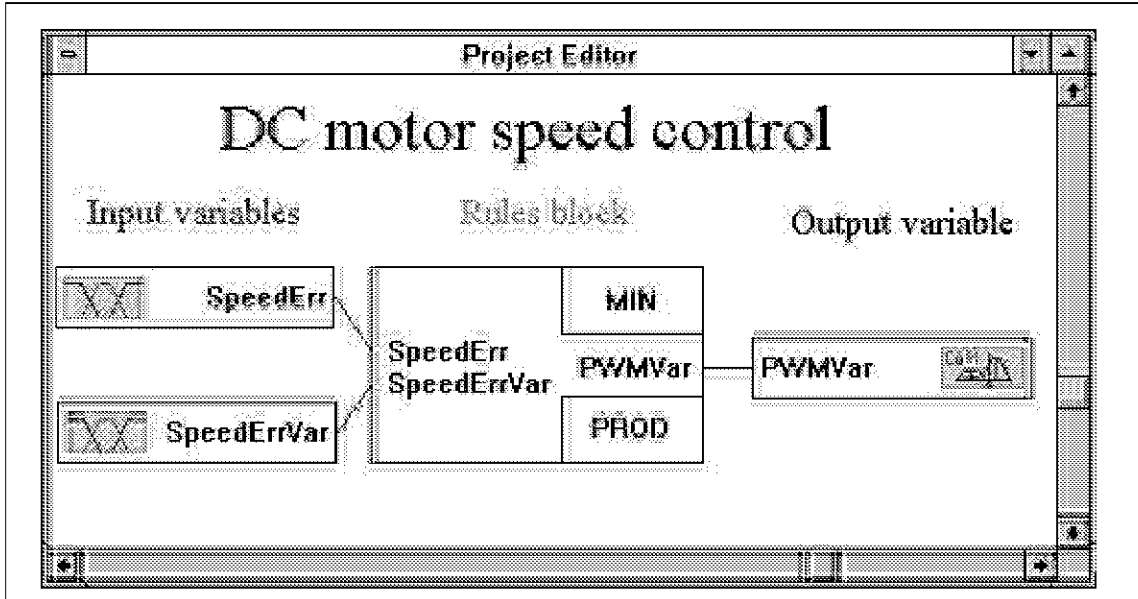 Project Editor
DC motor speed control
Input variables
Rules block
Output variable
SpeedErr
SpeedErrVar
SpeedErr
SpeedErrVar
MIN
PWMVar
PROD
PWMVar
CoM